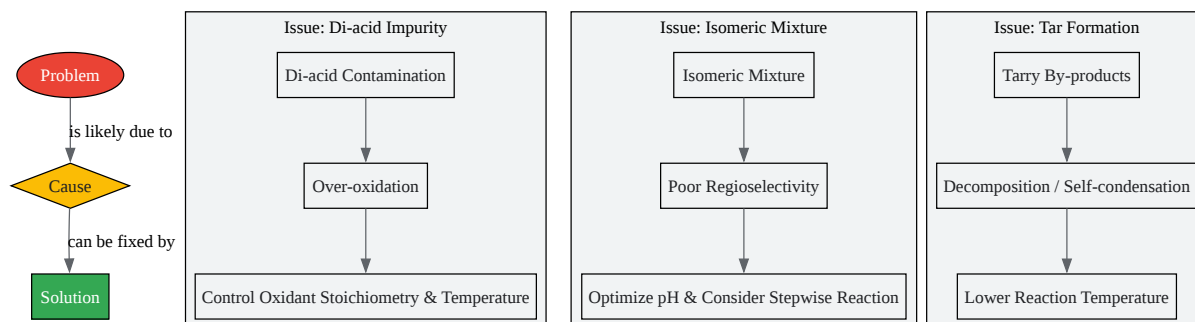 Problem
is likely due to
Cause
can be fixed by
Solution
Issue: Di-acid Impurity
Di-acid Contamination
Over-oxidation
Control Oxidant Stoichiometry & Temperature
Issue: Isomeric Mixture
Isomeric Mixture
Poor Regioselectivity
Optimize pH & Consider Stepwise Reaction
Issue: Tar Formation
Tarry By-products
Decomposition / Self-condensation
Lower Reaction Temperature